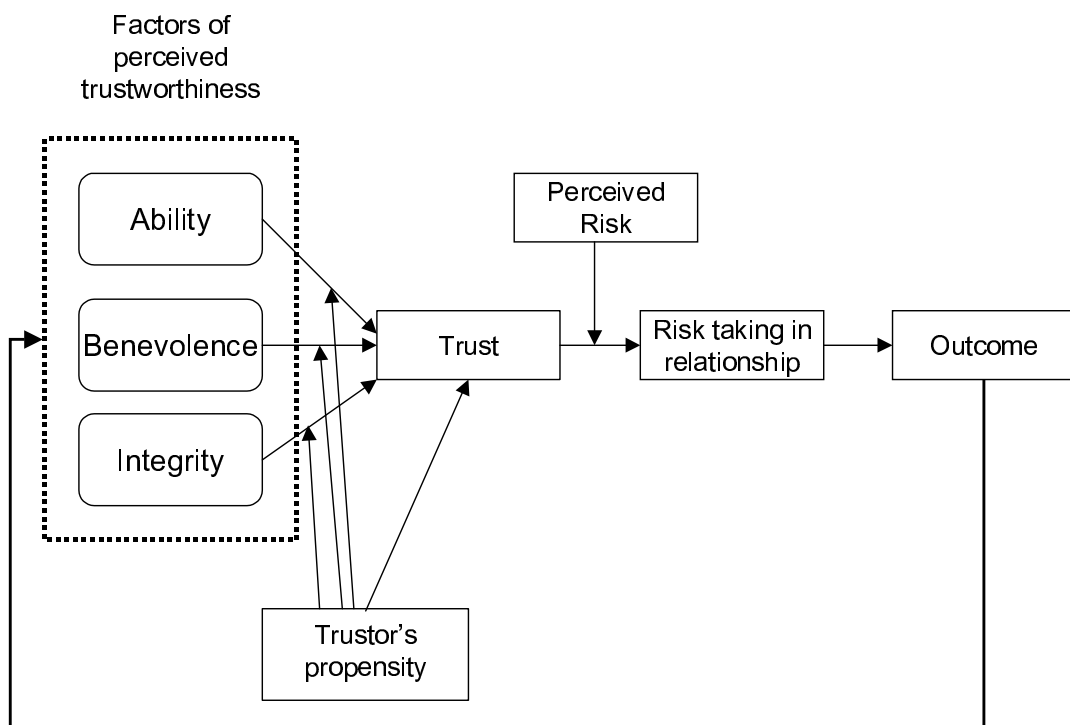 Factors of
perceived
trustworthiness
Ability
Benevolence
Integrity
Perceived
Risk
Trust
Risk taking in
relationship
Outcome
Trustor’s
propensity